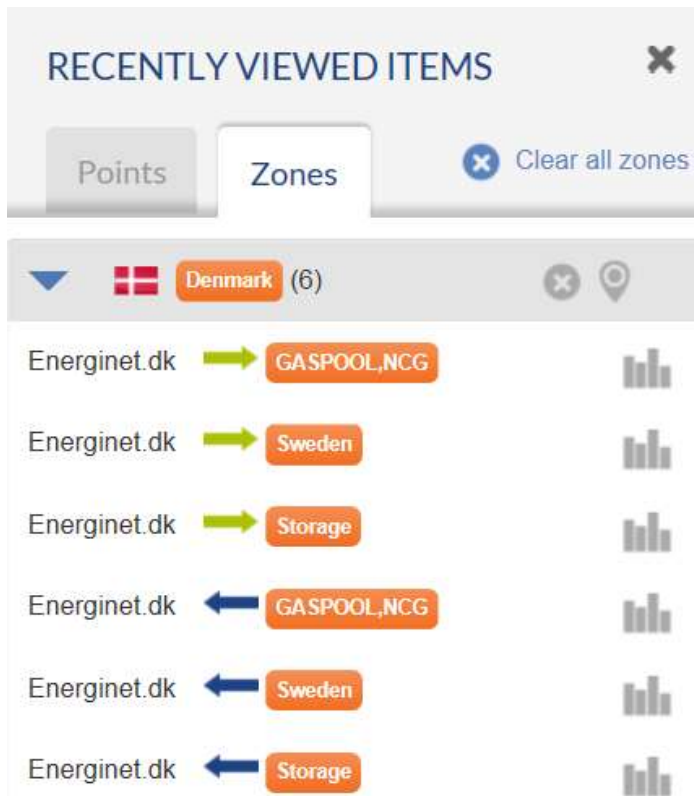 RECENTLY VIEWED ITEMS
Points Zones Clear all zones
Denmark (6)
Energinet.dk GASPOOL,NCG
Energinet.dk Sweden
Energinet.dk Storage
Energinet.dk GASPOOL,NCG
Energinet.dk Sweden
Energinet.dk Storage